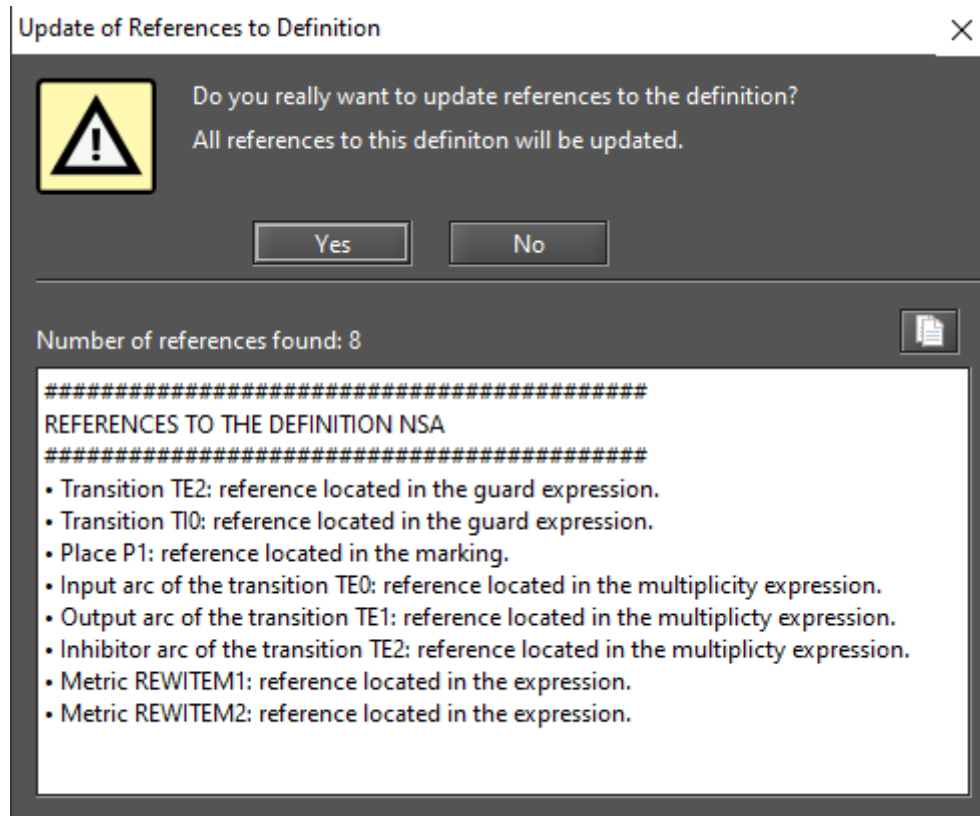 Update of References to Definition
Do you really want to update references to the definition?
All references to this definiton will be updated.
Yes
No
Number of references found: 8
###########################################
REFERENCES TO THE DEFINITION NSA
###########################################
• Transition TE2: reference located in the guard expression.
• Transition TI0: reference located in the guard expression.
• Place P1: reference located in the marking.
• Input arc of the transition TE0: reference located in the multiplicity expression.
• Output arc of the transition TE1: reference located in the multiplicty expression.
• Inhibitor arc of the transition TE2: reference located in the multiplicty expression.
• Metric REWITEM1: reference located in the expression.
• Metric REWITEM2: reference located in the expression.